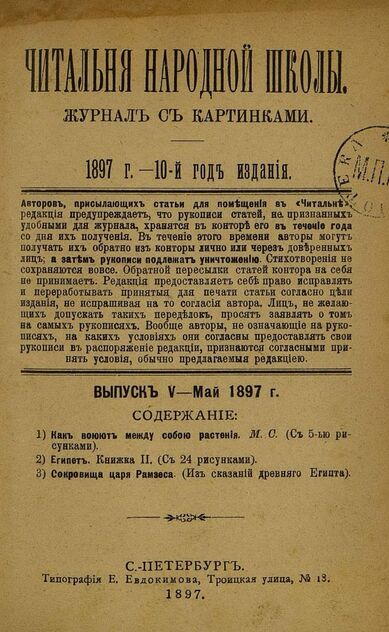 ЧИТАЛЬНЯ НАРОДНОЙ ШКОЛЫ.
ЖУРНАЛЪ СЪ КАРТИНКАМИ.
1897 г. —10-й годъ изданія.
М.П.
Авторовъ, присылающихъ статьи для помѣщенія въ «Читальнѣ»
редакція предупреждаетъ, что рукописи статей, на признанныхъ
удобными для журнала, хранятся въ конторѣ его въ теченіе года
со дня ихъ полученія. Въ теченіе этого времени авторы могутъ
получать ихъ обратно изъ конторы лично или черезъ довѣренныхъ
лицъ; а затѣмъ рукописи подлежатъ уничтоженію. Стихотворенія не
сохраняются вовсе. Обратной пересылки статей контора на себя
не принимаетъ. Редакція предоставляетъ себѣ право исправлять
и переработывать принятыя для печати статьи согласно цѣли
изданія, не испрашивая на то согласія автора. Лицъ, не желаю-
щихъ допускать такихъ передѣлокъ, просятъ заявлять о томъ
на самыхъ рукописяхъ. Вообще авторы, не означающіе на руко-
писяхъ, на какихъ условіяхъ они согласны предоставлять свои
рукописи въ распоряженіе редакціи, признаются согласными при-
нять условія, обычно предлагаемыя редакціею.
ВЫПУСКЪ V—Май 1897 г.
СОДЕРЖАНІЕ:
1) Какъ воюютъ между собою растенія. М. С. (Съ 5-ью ри-
сунками).
2) Египетъ. Книжка II. (Съ 24 рисунками).
3) Сокровища царя Рамзеса. (Изъ сказаній древняго Египта).
С.-ПЕТЕРБУРГЪ.
Типографія Е. Евдокимова, Троицкая улица, № 18.
1897.